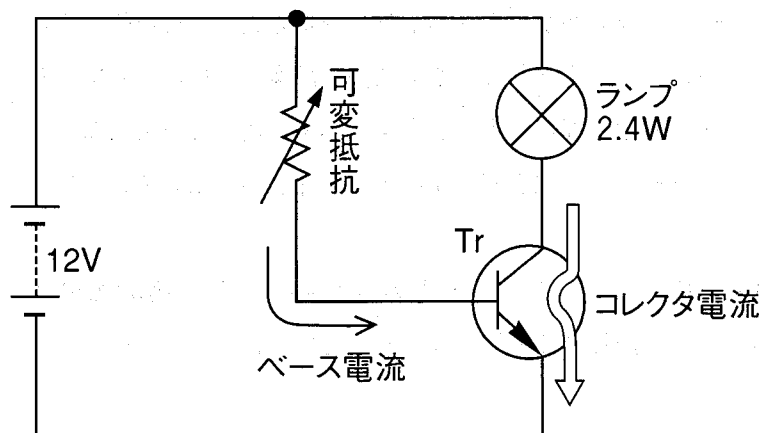 可変抵抗
ランプ
2.4W
12V
Tr
コレクタ電流
ベース電流